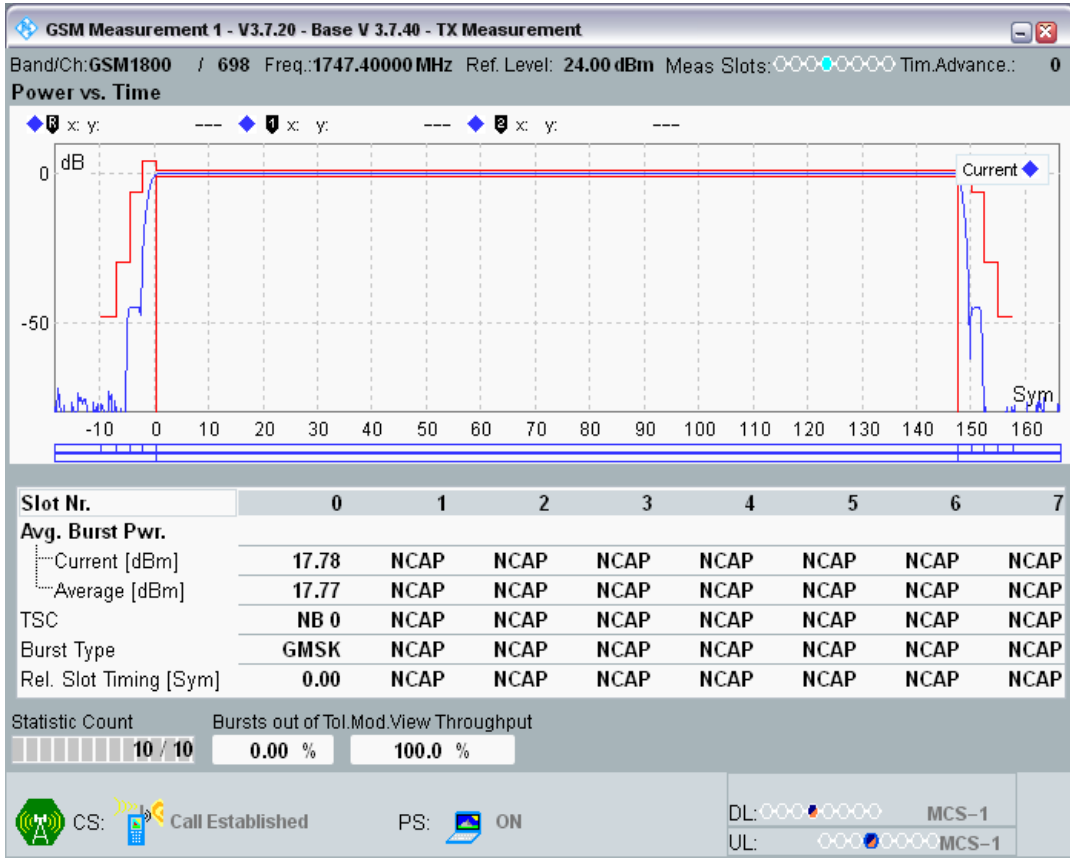 GSM Measurement 1 - V3.7.20 - Base V 3.7.40 - TX Measurement
Band/Ch:GSM1800 / 698 Freq.:1747.40000 MHz Ref. Level: 24.00 dBm Meas Slots: Tim.Advance.: 0
Power vs. Time
R x: y: --- 1 x: y: --- 2 x: y: ---
dB
Current
0
-50
Sym
-10 0 10 20 30 40 50 60 70 80 90 100 110 120 130 140 150 160
Slot Nr. 0 1 2 3 4 5 6 7
Avg. Burst Pwr.
Current [dBm] 17.78 NCAP NCAP NCAP NCAP NCAP NCAP NCAP
Average [dBm] 17.77 NCAP NCAP NCAP NCAP NCAP NCAP NCAP
TSC NB 0 NCAP NCAP NCAP NCAP NCAP NCAP NCAP
Burst Type GMSK NCAP NCAP NCAP NCAP NCAP NCAP NCAP
Rel. Slot Timing [Sym] 0.00 NCAP NCAP NCAP NCAP NCAP NCAP NCAP
Statistic Count Bursts out of Tol.Mod.View Throughput
10 / 10 0.00 % 100.0 %
CS: Call Established PS: ON DL: MCS-1
UL: MCS-1